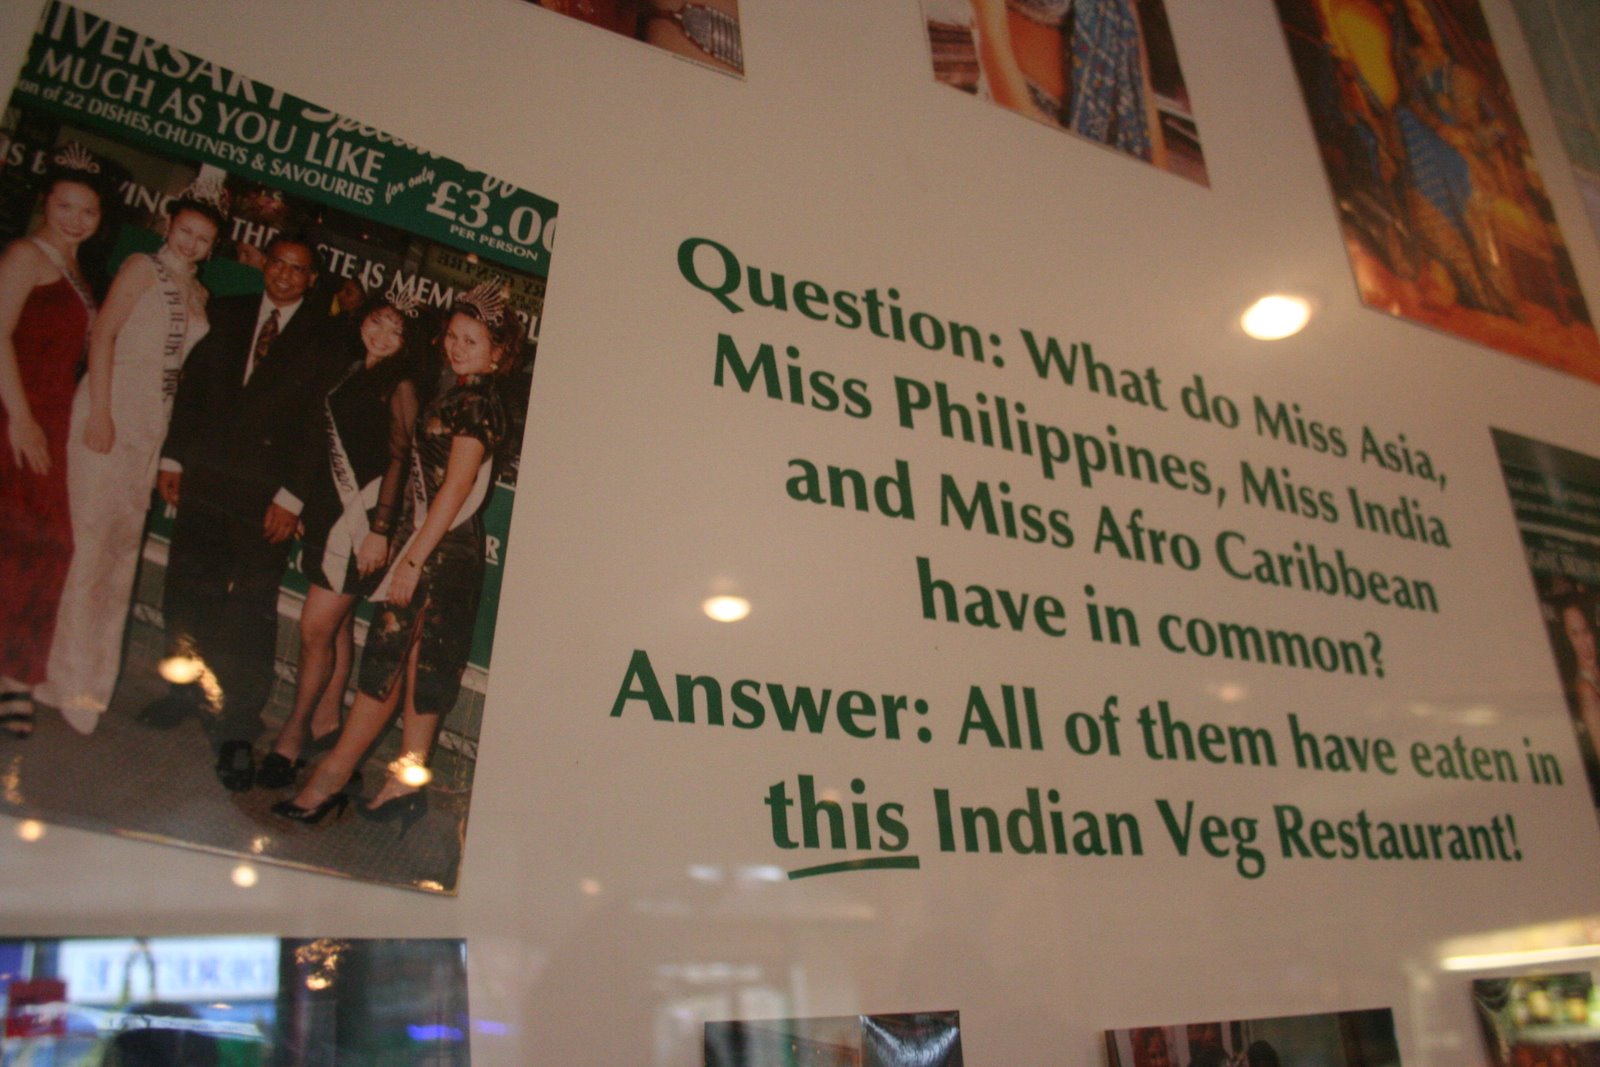 MUCH AS YOU LIKE
of 22 DISHES,CHUTNEYS & SAVOURIES for only
£3.00
PER PERSON
Question: What do Miss Asia,
Miss Philippines, Miss India
and Miss Afro Caribbean
have in common?
Answer: All of them have eaten in
this Indian Veg Restaurant!